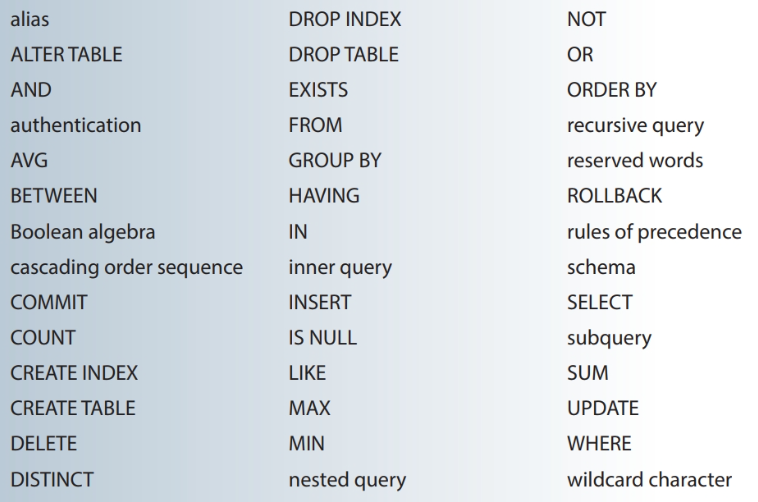 alias
ALTER TABLE
AND
authentication
AVG
BETWEEN
Boolean algebra
cascading order sequence
COMMIT
COUNT
CREATE INDEX
CREATE TABLE
DELETE
DISTINCT
DROP INDEX
DROP TABLE
EXISTS
FROM
GROUP BY
HAVING
IN
inner query
INSERT
IS NULL
LIKE
MAX
MIN
nested query
NOT
OR
ORDER BY
recursive query
reserved words
ROLLBACK
rules of precedence
schema
SELECT
subquery
SUM
UPDATE
WHERE
wildcard character